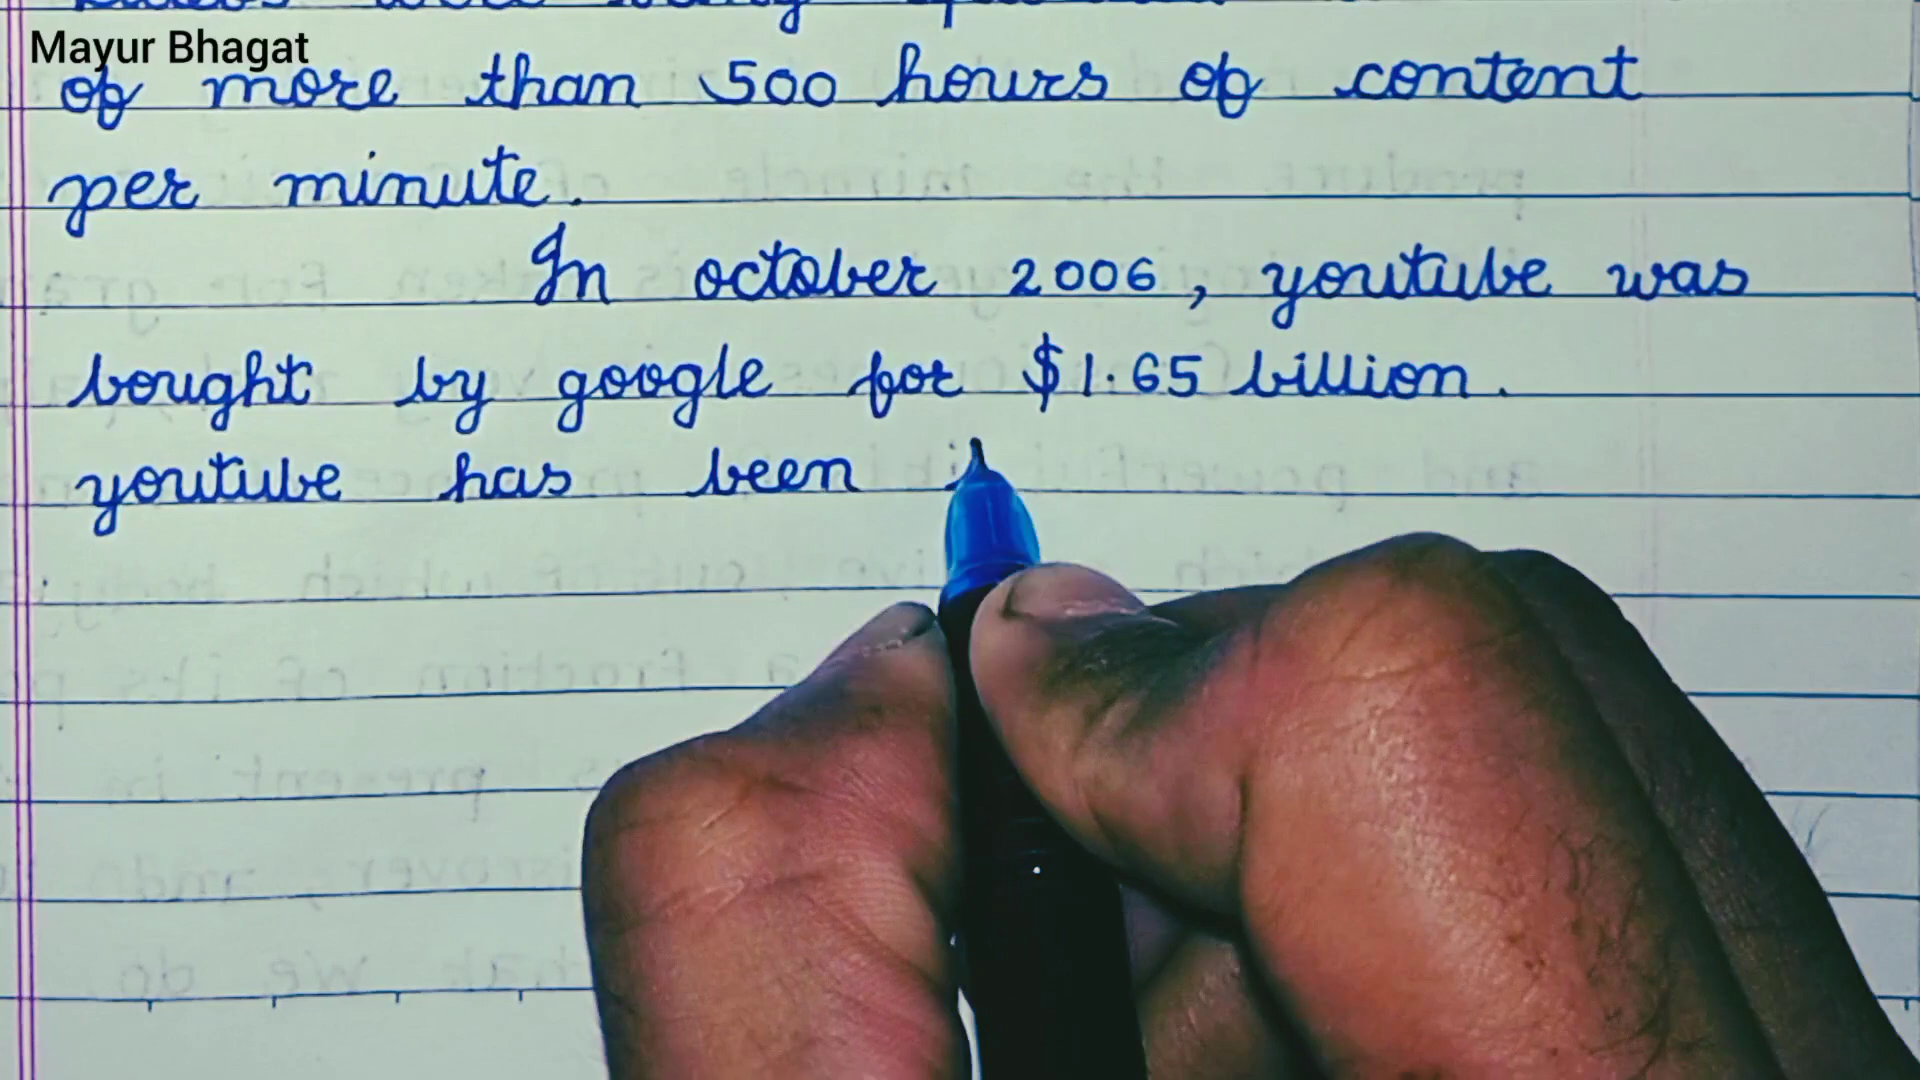 Mayur Bhagat
of more than 500 hours of content
per minute.
In october 2006, youtube was
bought by google for $1.65 billion.
youtube has been